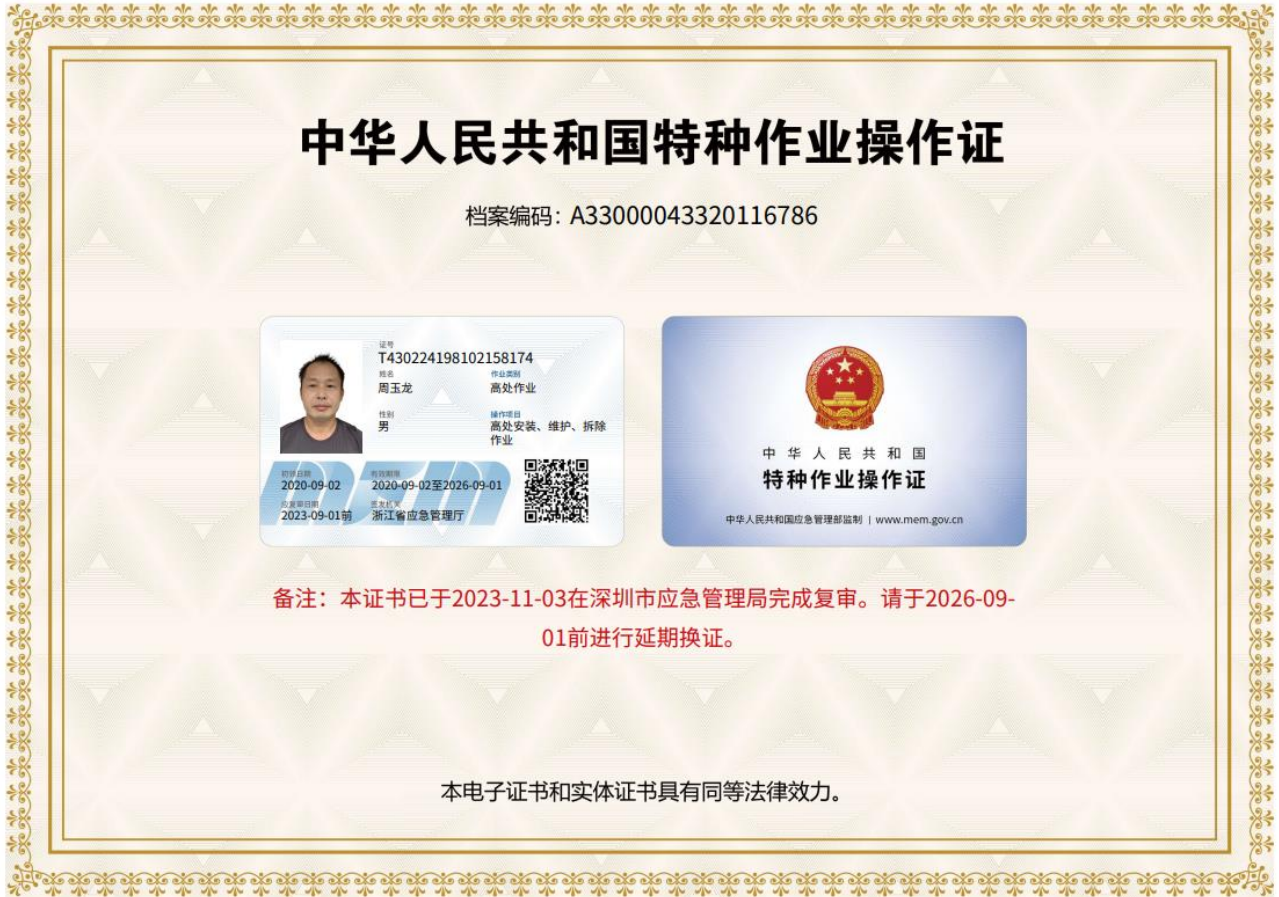 中华人民共和国特种作业操作证
档案编码：A33000043320116786
证号
T430224198102158174
姓名
周玉龙
作业类别
高处作业
性别
男
操作项目
高处安装、维护、拆除
作业
初领日期
2020-09-02
有效期限
2020-09-02至2026-09-01
应复审日期
2023-09-01前
签发机关
浙江省应急管理厅
中华人民共和国
特种作业操作证
中华人民共和国应急管理部监制 | www.mem.gov.cn
备注：本证书已于2023-11-03在深圳市应急管理局完成复审。请于2026-09-
01前进行延期换证。
本电子证书和实体证书具有同等法律效力。